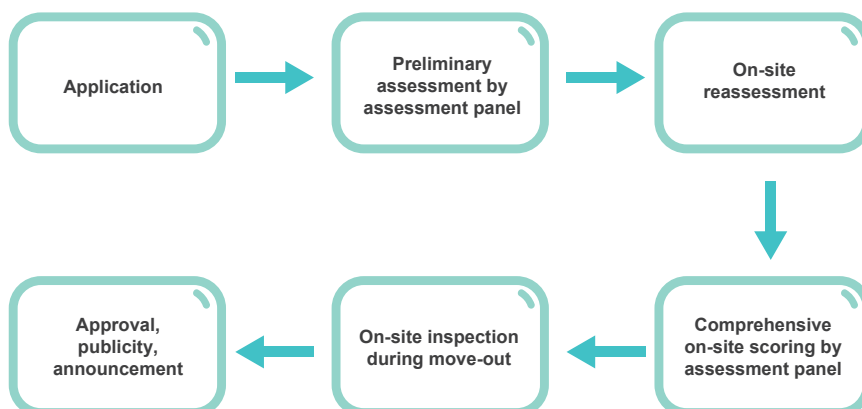 Application
Preliminary
assessment by
assessment panel
On-site
reassessment
Comprehensive
on-site scoring by
assessment panel
On-site inspection
during move-out
Approval,
publicity,
announcement